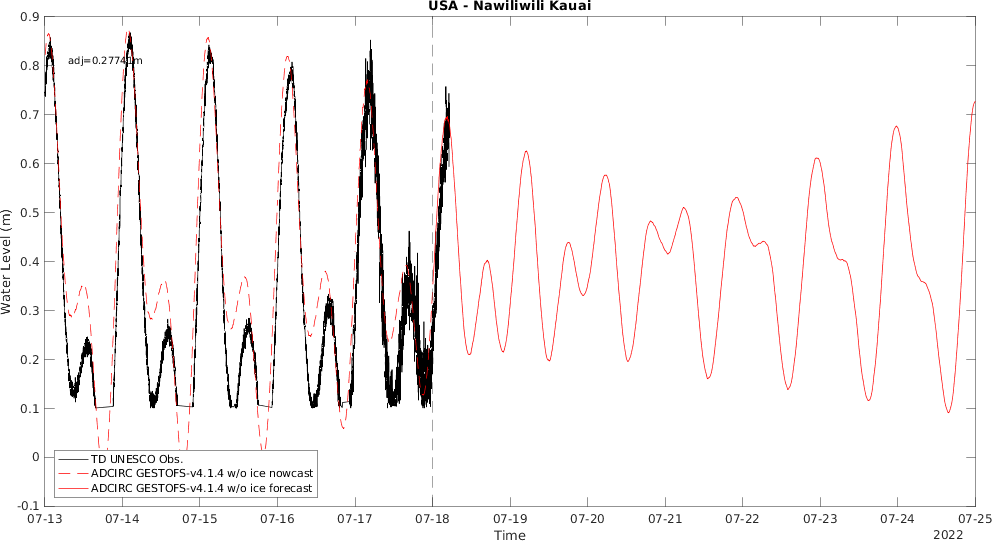 USA - Nawiliwili Kauai
0.9
0.8
0.7
0.6
0.5
0.4
0.3
0.2
0.1
0
-0.1
Water Level (m)
adj=0.27741m
TD UNESCO Obs.
ADCIRC GESTOFS-v4.1.4 w/o ice nowcast
ADCIRC GESTOFS-v4.1.4 w/o ice forecast
07-13 07-14 07-15 07-16 07-17 07-18 07-19 07-20 07-21 07-22 07-23 07-24 07-25
Time
2022